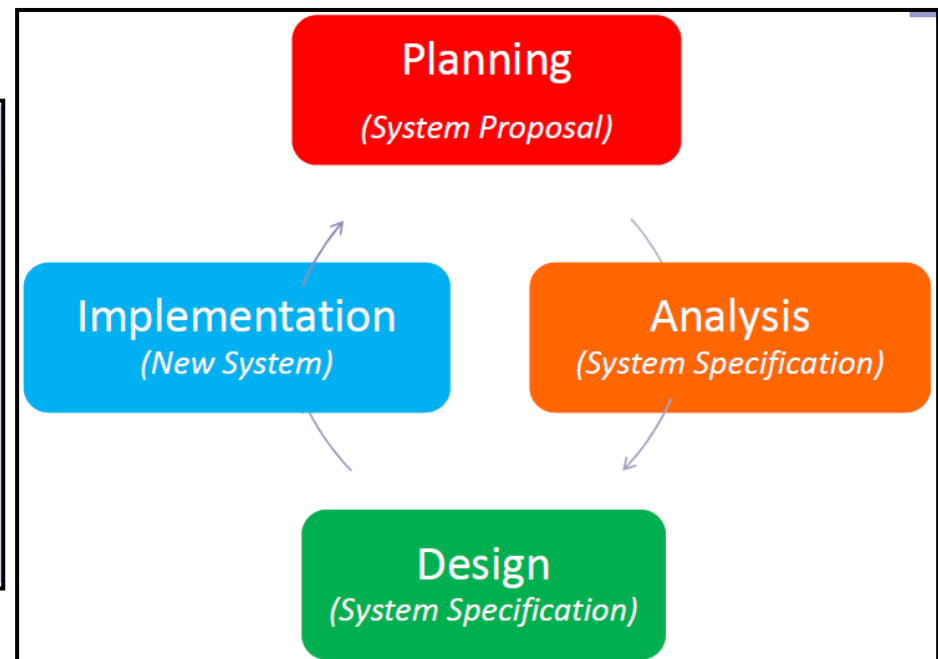 Planning
(System Proposal)
Implementation
(New System)
Analysis
(System Specification)
Design
(System Specification)